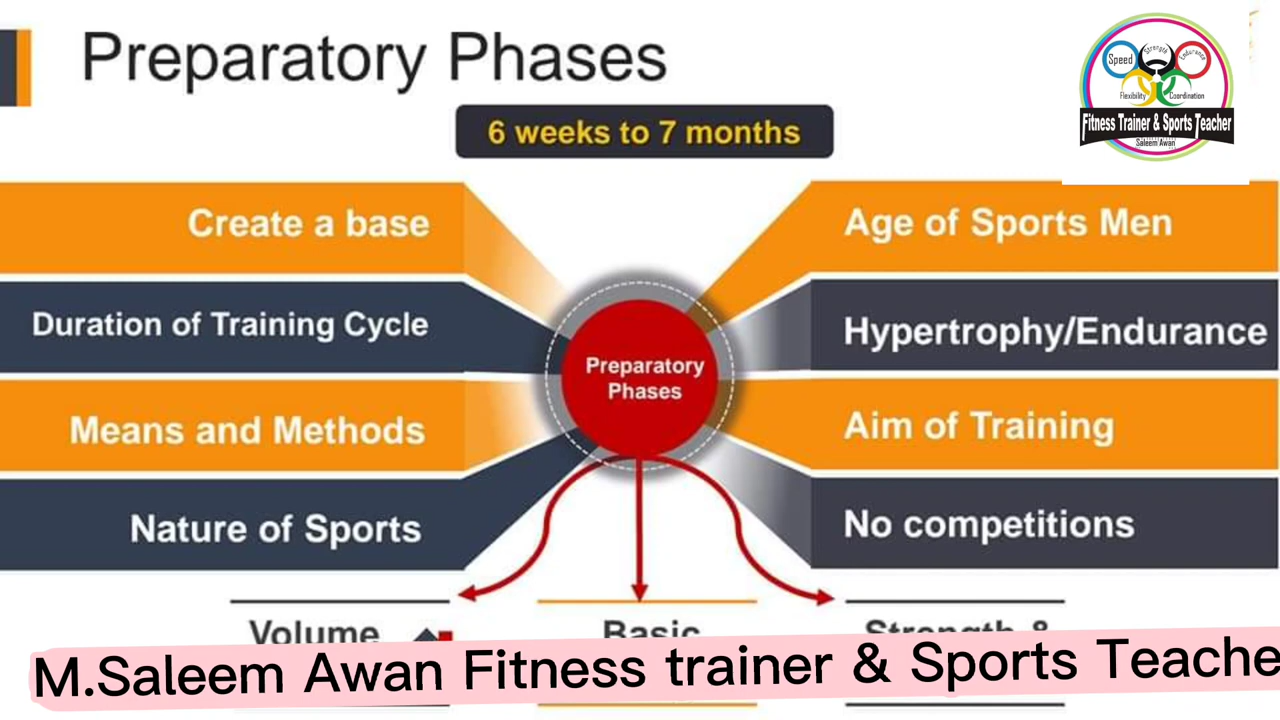 Preparatory Phases
6 weeks to 7 months
Speed
Strength
Endurance
Flexibility
Coordination
Fitness Trainer & Sports Teacher
Saleem Awan
Create a base
Duration of Training Cycle
Means and Methods
Nature of Sports
Preparatory
Phases
Age of Sports Men
Hypertrophy/Endurance
Aim of Training
No competitions
Volume
Basic
Strength &
M.Saleem Awan Fitness trainer & Sports Teache